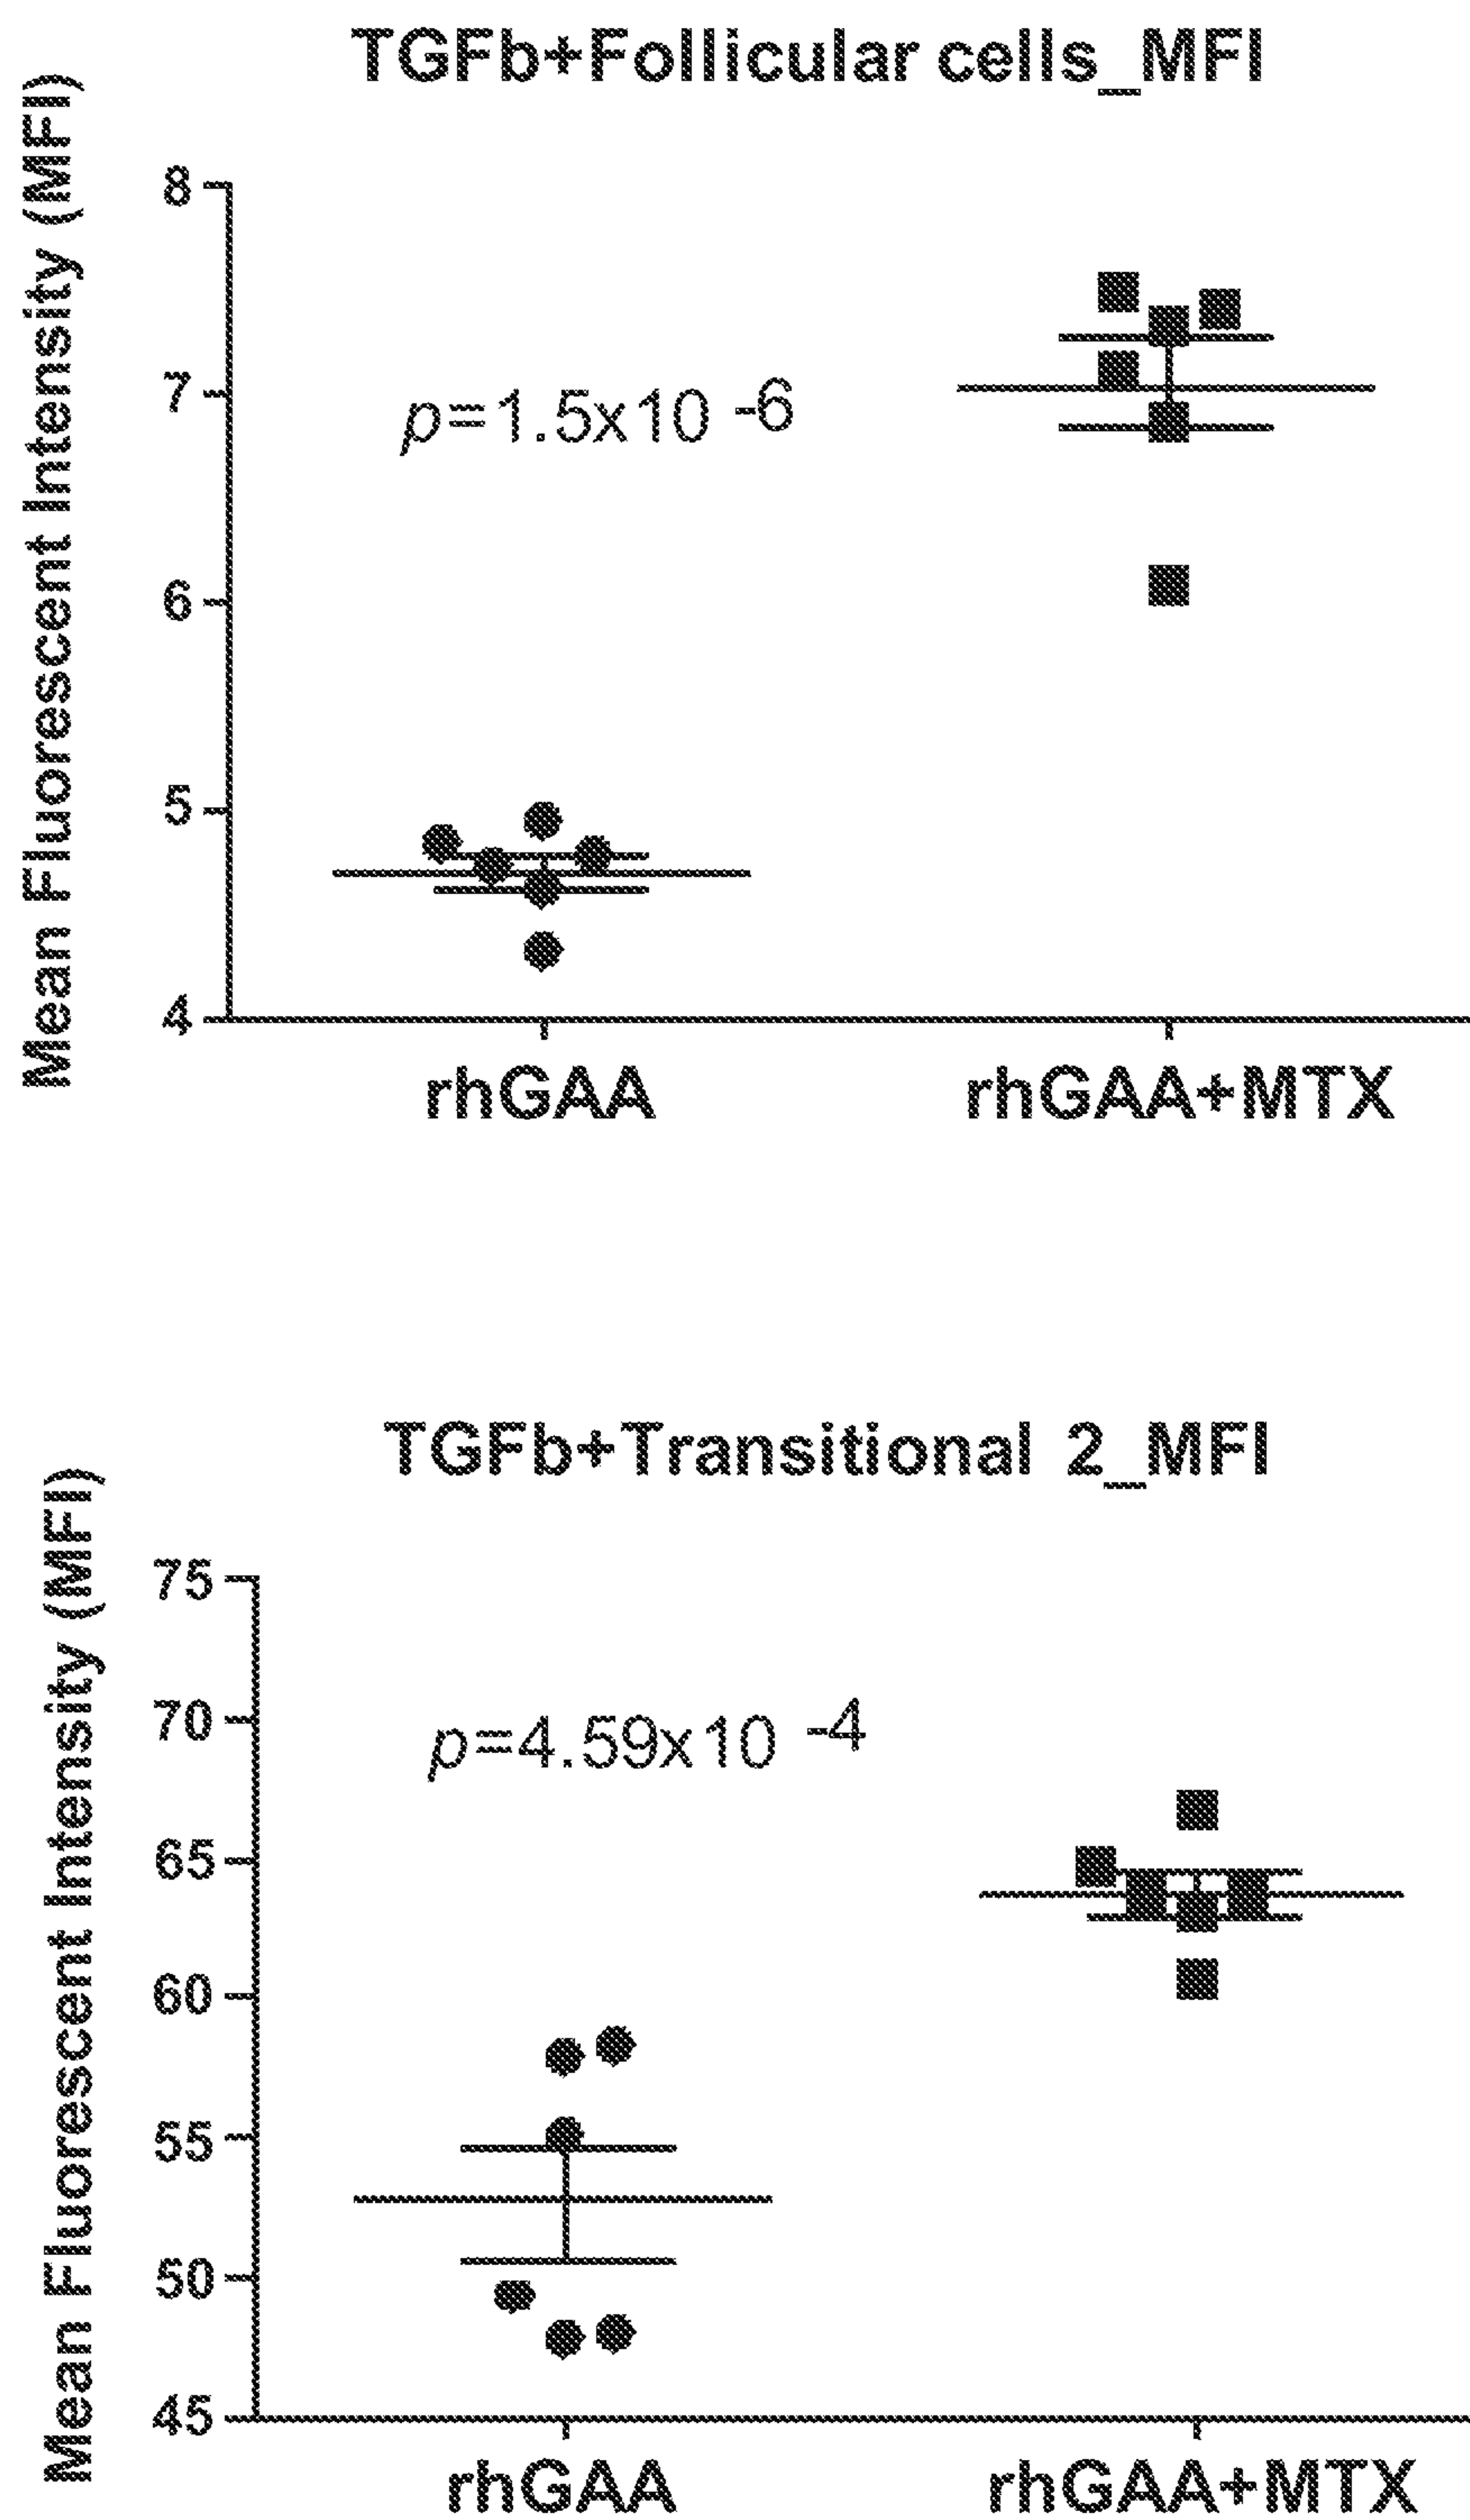 TGFb+Follicular cells_MFI
Mean Fluorescent Intensity (MFI)
8
7
6
5
4
p=1.5x10 -6
rhGAA
rhGAA+MTX
TGFb+Transitional 2_MFI
Mean Fluorescent Intensity (MFI)
75
70
65
60
55
50
45
p=4.59x10 -4
rhGAA
rhGAA+MTX